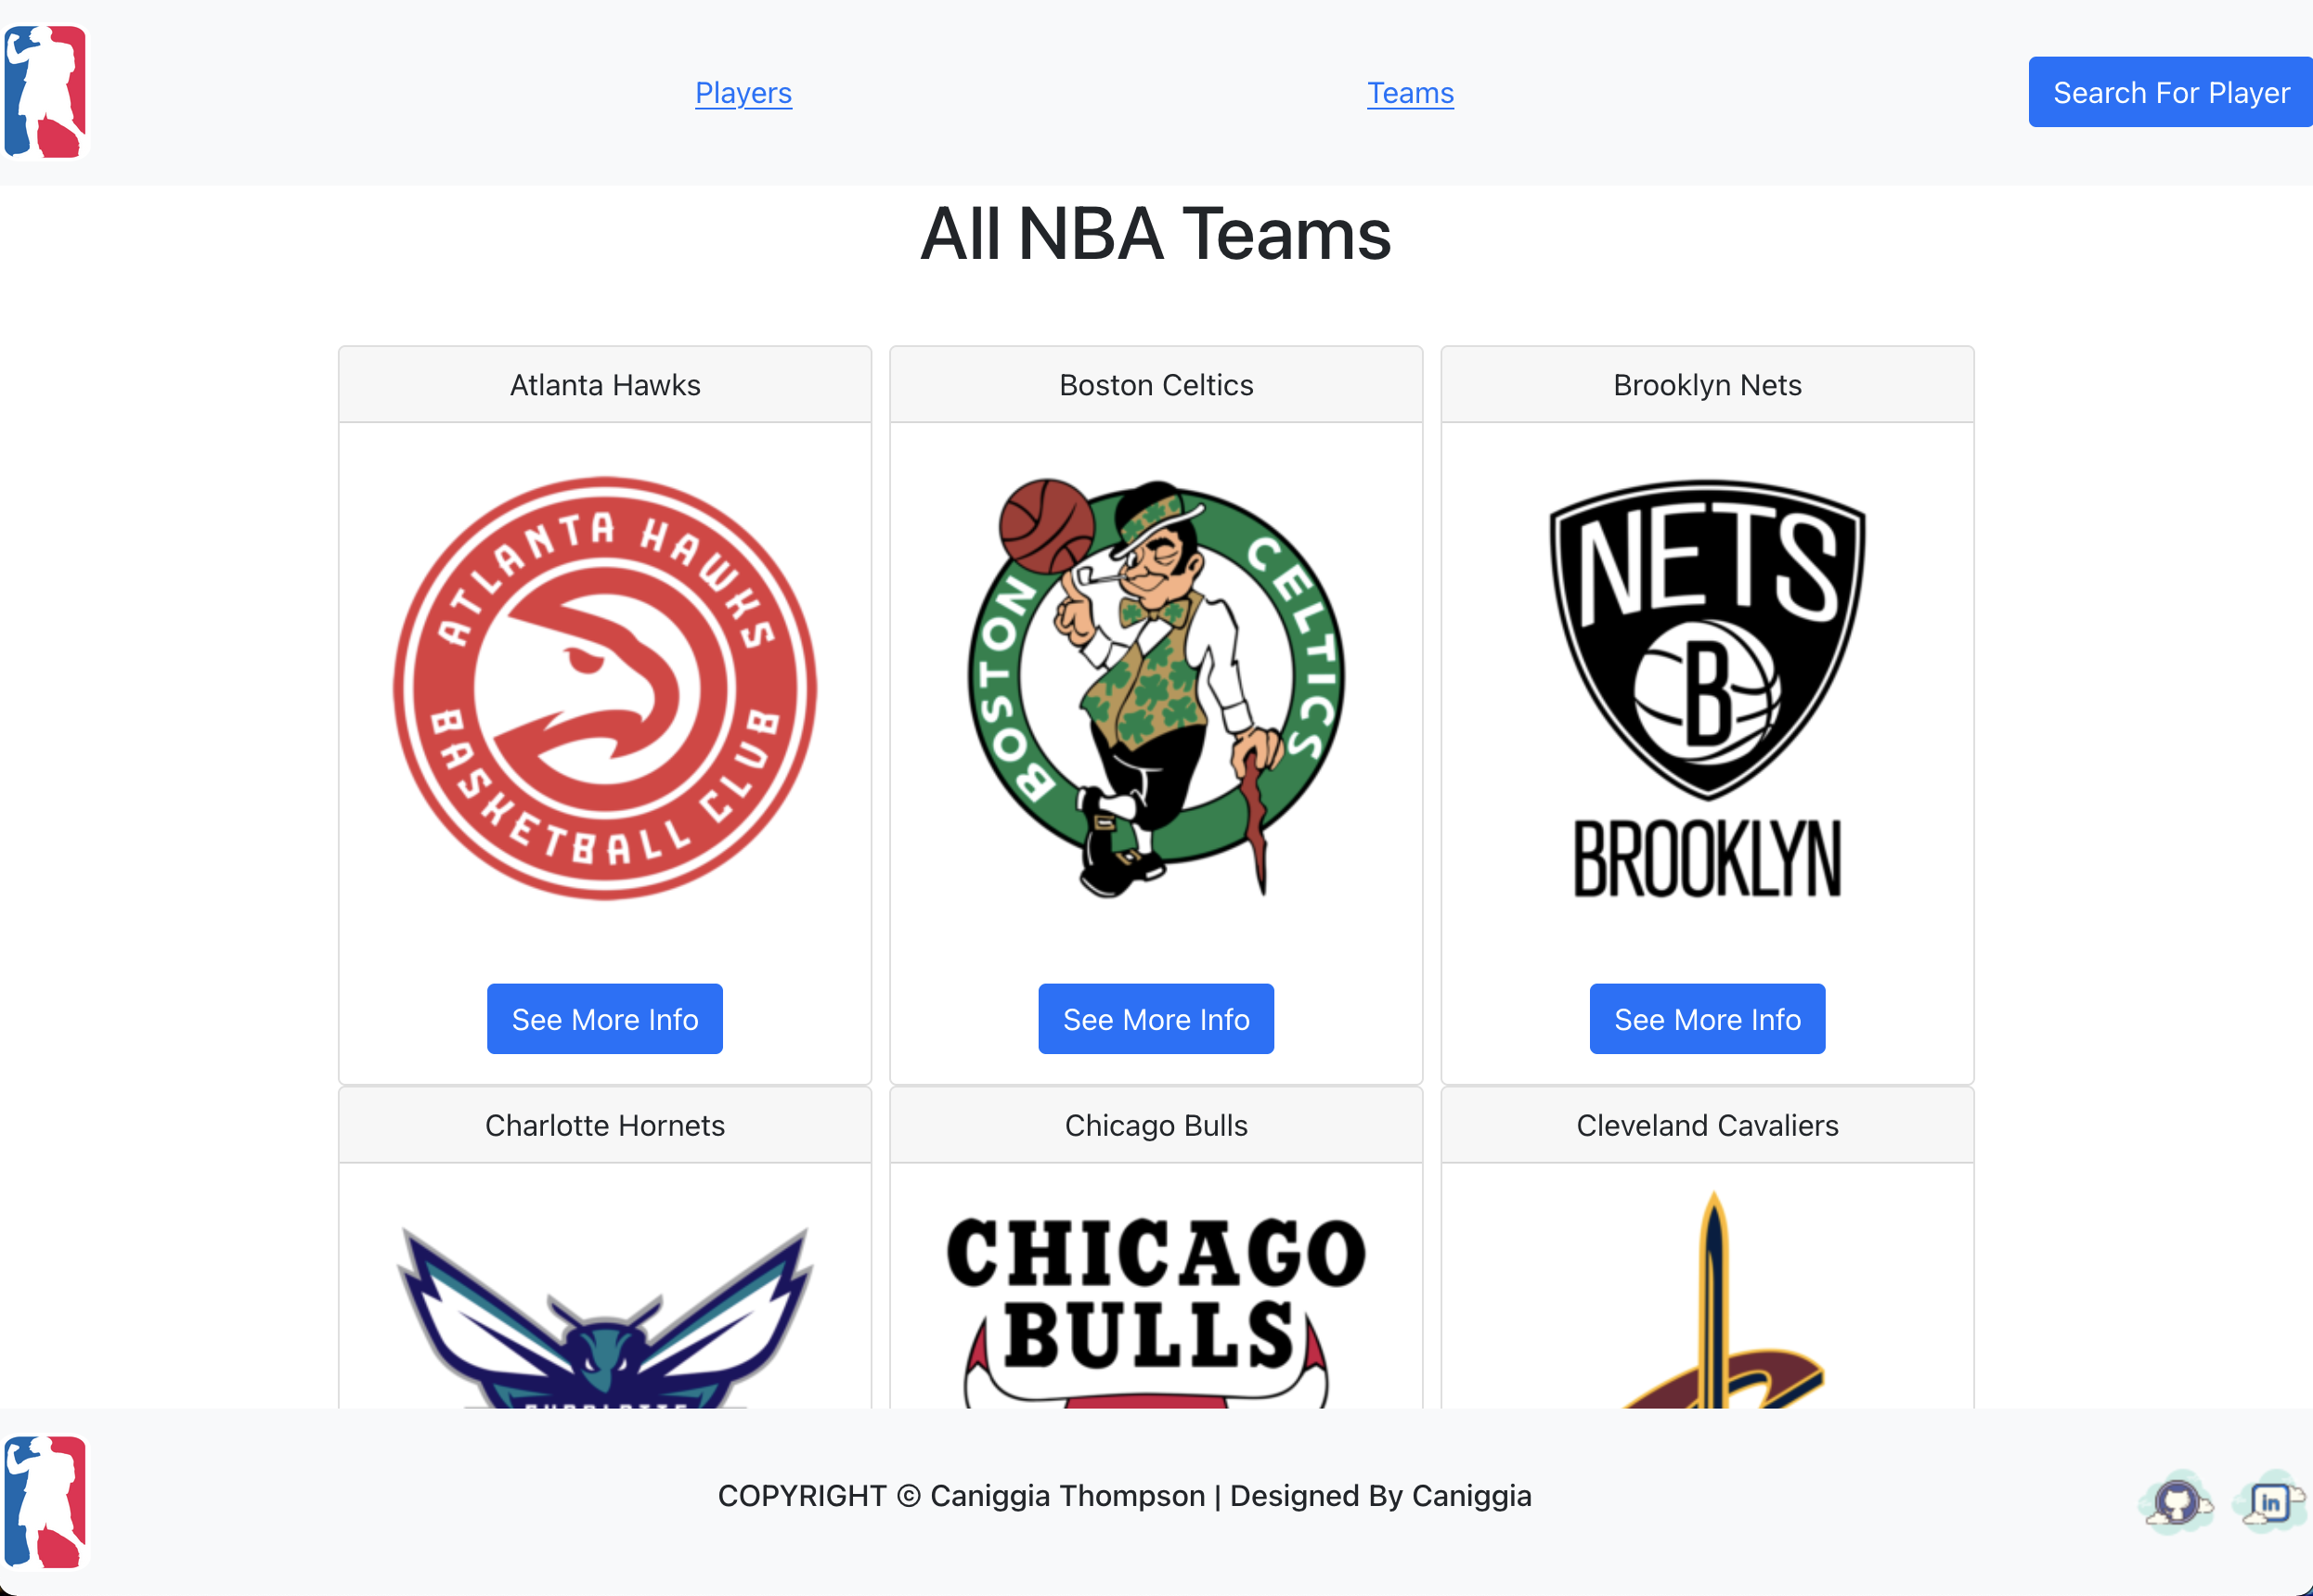 Players Teams Search For Player
All NBA Teams
Atlanta Hawks Boston Celtics Brooklyn Nets
ATLANTA HAWKS
BASKETBALL CLUB
BOSTON CELTICS
NETS
B
BROOKLYN
See More Info See More Info See More Info
Charlotte Hornets Chicago Bulls Cleveland Cavaliers
CHICAGO
BULLS
COPYRIGHT © Caniggia Thompson | Designed By Caniggia
in